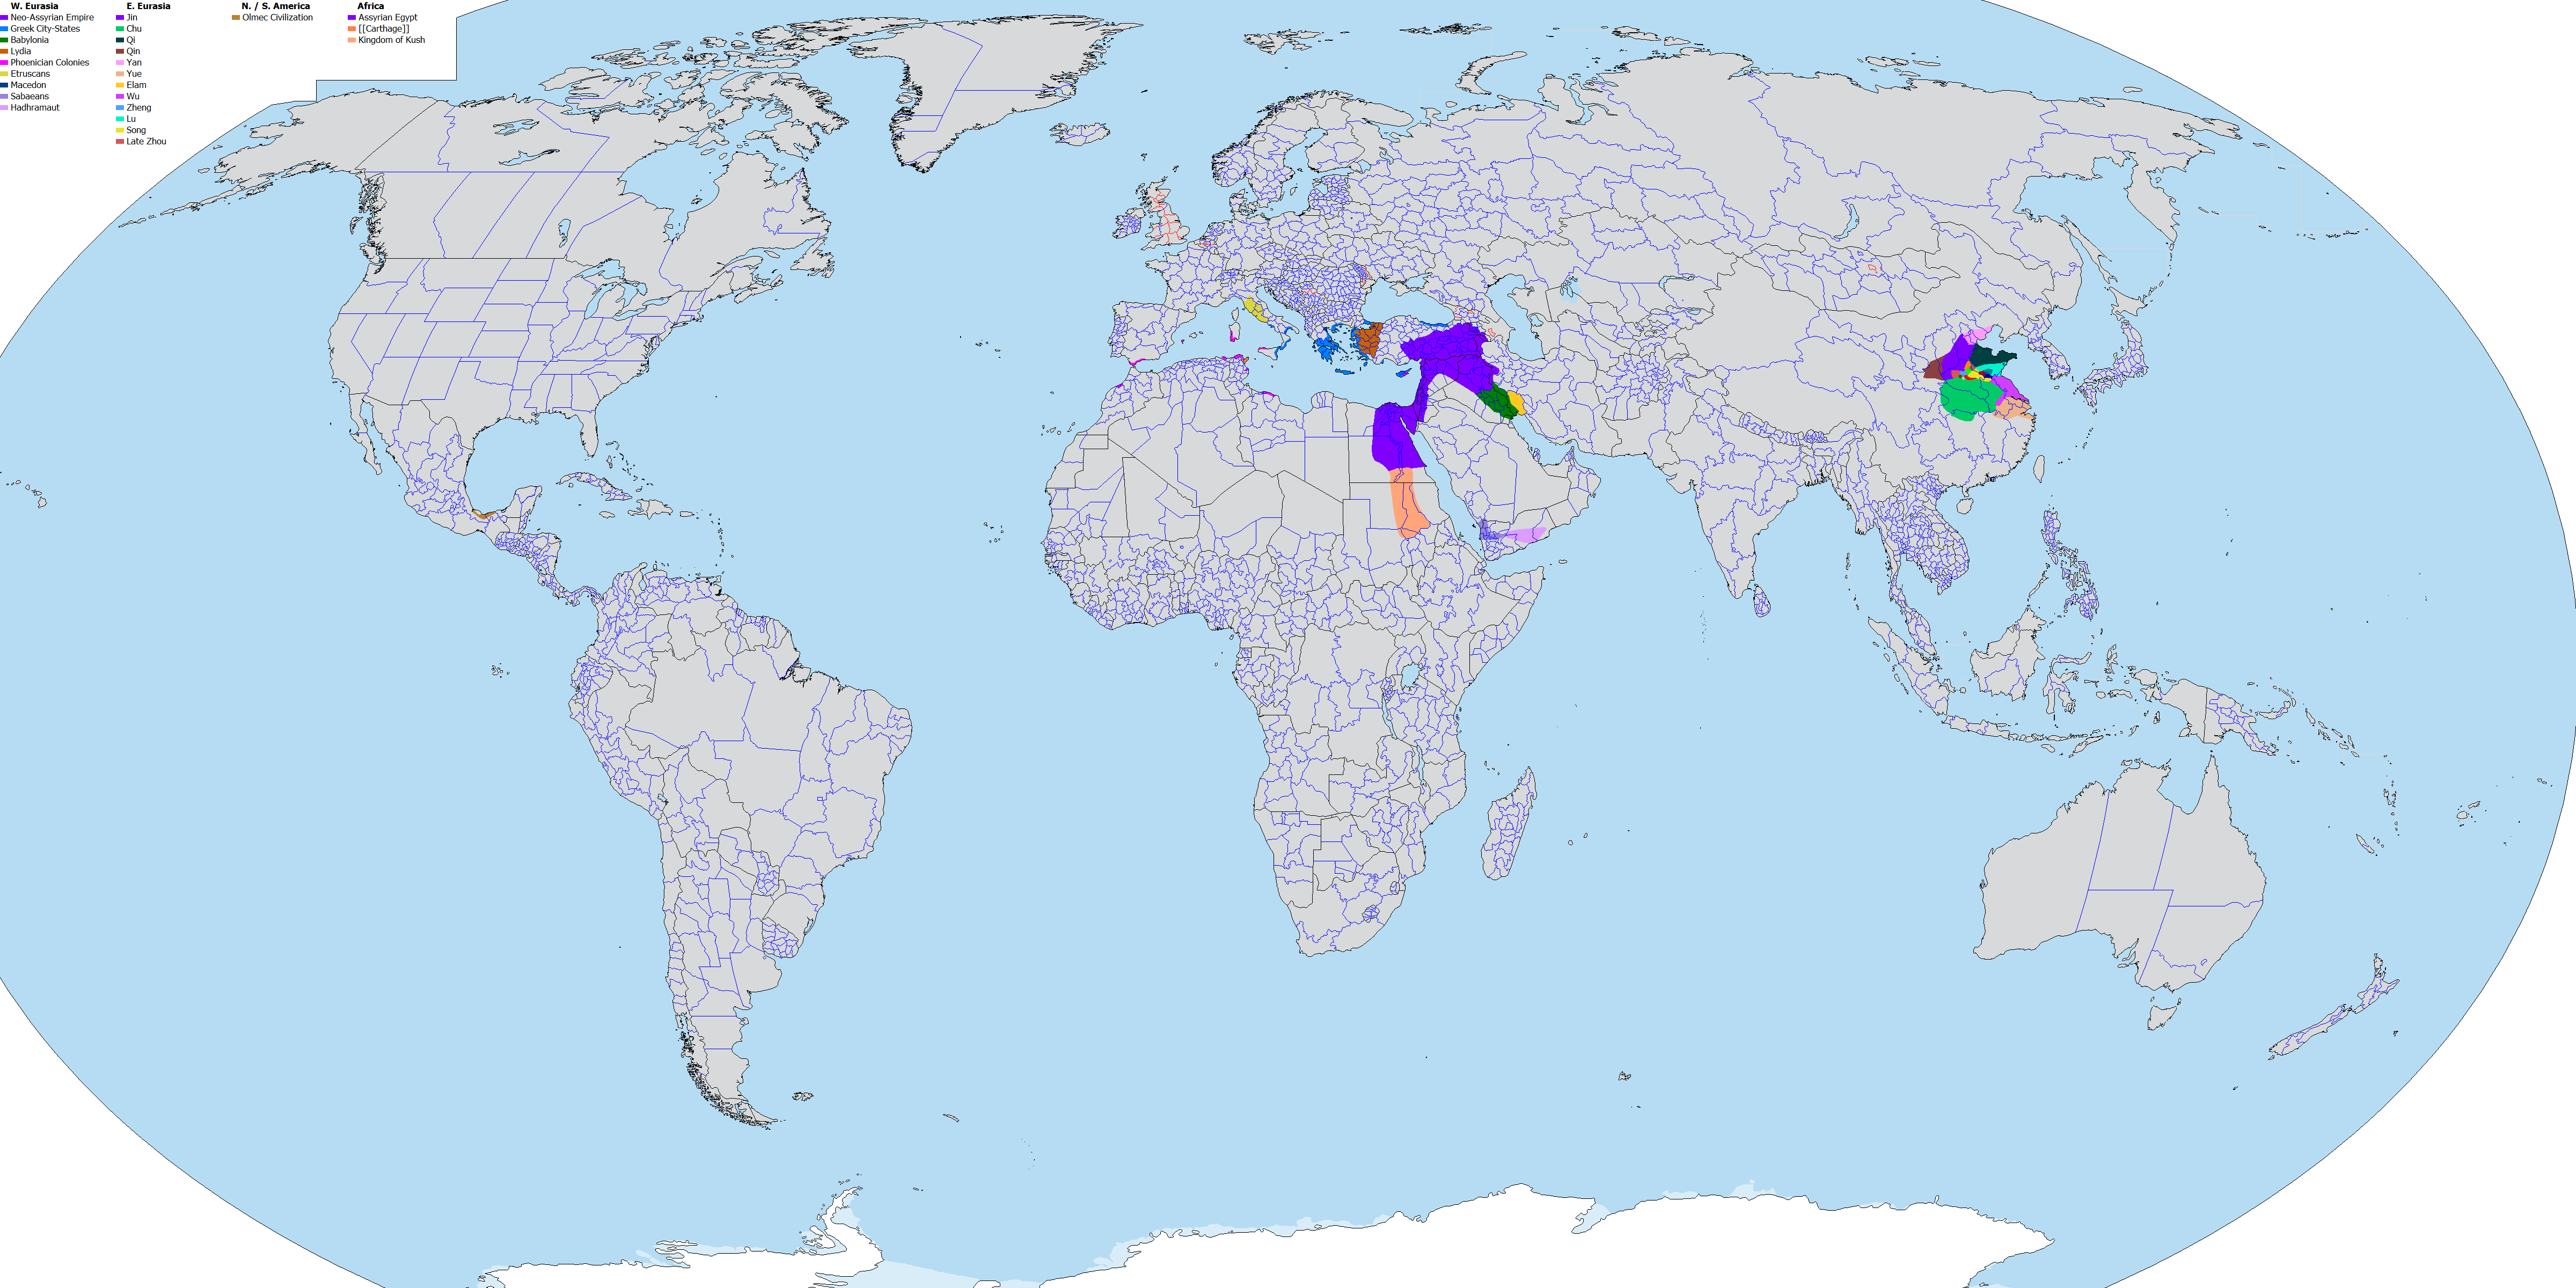 W. Eurasia
Neo-Assyrian Empire
Greek City-States
Babylonia
Lydia
Phoenician Colonies
Etruscans
Macedon
Sabaeans
Hadhramaut
E. Eurasia
Jin
Chu
Qi
Qin
Yan
Yue
Elam
Wu
Zheng
Lu
Song
Late Zhou
N. / S. America
Olmec Civilization
Africa
Assyrian Egypt
[[Carthage]]
Kingdom of Kush